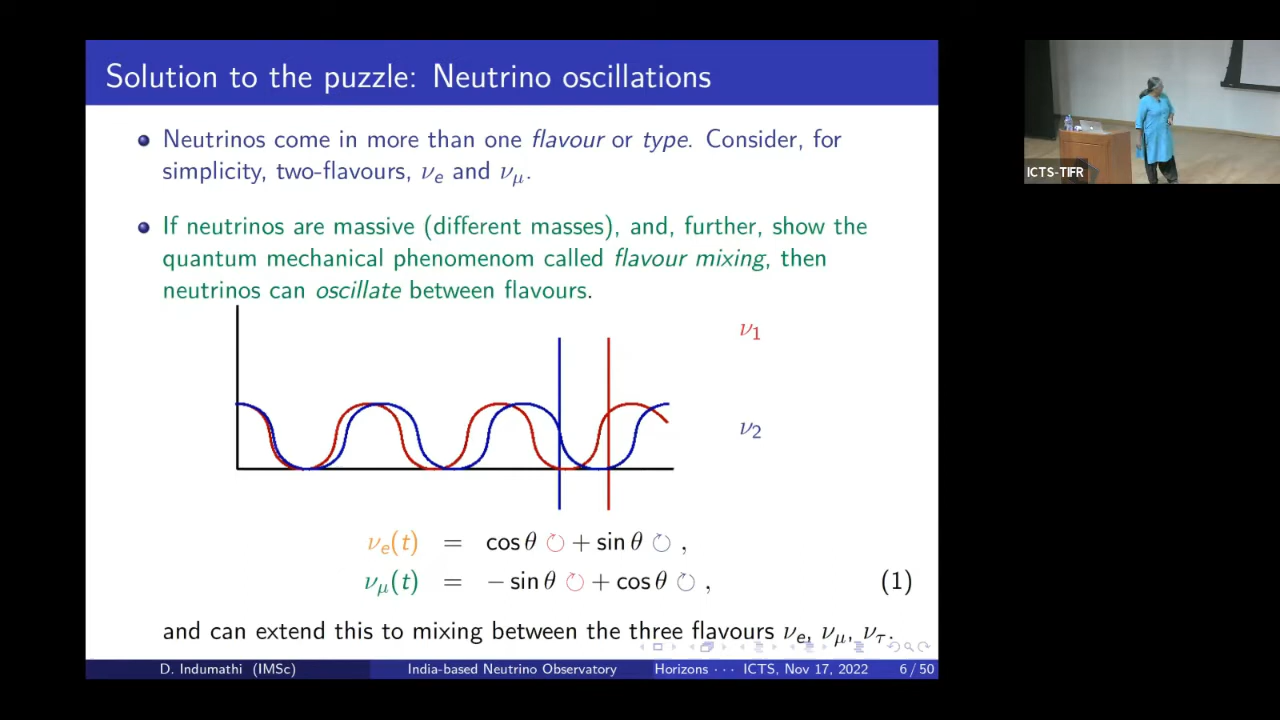 Solution to the puzzle: Neutrino oscillations
Neutrinos come in more than one flavour or type. Consider, for
simplicity, two-flavours, νe and νμ.
If neutrinos are massive (different masses), and, further, show the
quantum mechanical phenomenom called flavour mixing, then
neutrinos can oscillate between flavours.
ν1
ν2
νe(t) = cos θ ↻ + sin θ ↻ ,
νμ(t) = − sin θ ↻ + cos θ ↻ , (1)
and can extend this to mixing between the three flavours νe, νμ, ντ.
D. Indumathi (IMSc) India-based Neutrino Observatory Horizons · · · ICTS, Nov 17, 2022 6 / 50
ICTS-TIFR